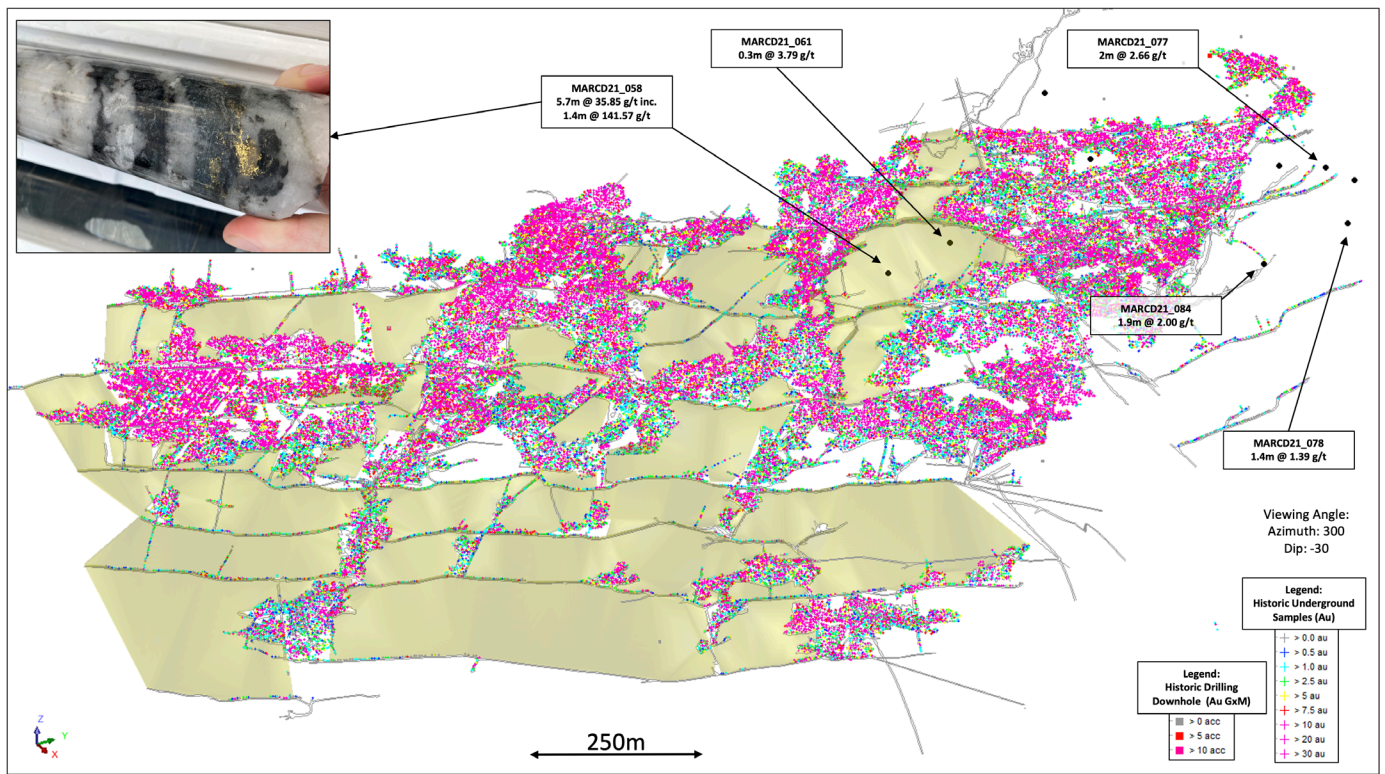 MARCD21_061
0.3m @ 3.79 g/t
MARCD21_077
2m @ 2.66 g/t
MARCD21_058
5.7m @ 35.85 g/t inc.
1.4m @ 141.57 g/t
MARCD21_084
1.9m @ 2.00 g/t
MARCD21_078
1.4m @ 1.39 g/t
Viewing Angle:
Azimuth: 300
Dip: -30
Legend:
Historic Underground
Samples (Au)
> 0.0 au
> 0.5 au
> 1.0 au
> 2.5 au
> 5 au
> 7.5 au
> 10 au
> 20 au
> 30 au
Legend:
Historic Drilling
Downhole (Au GxM)
> 0 acc
> 5 acc
> 10 acc
Z
Y
X
250m